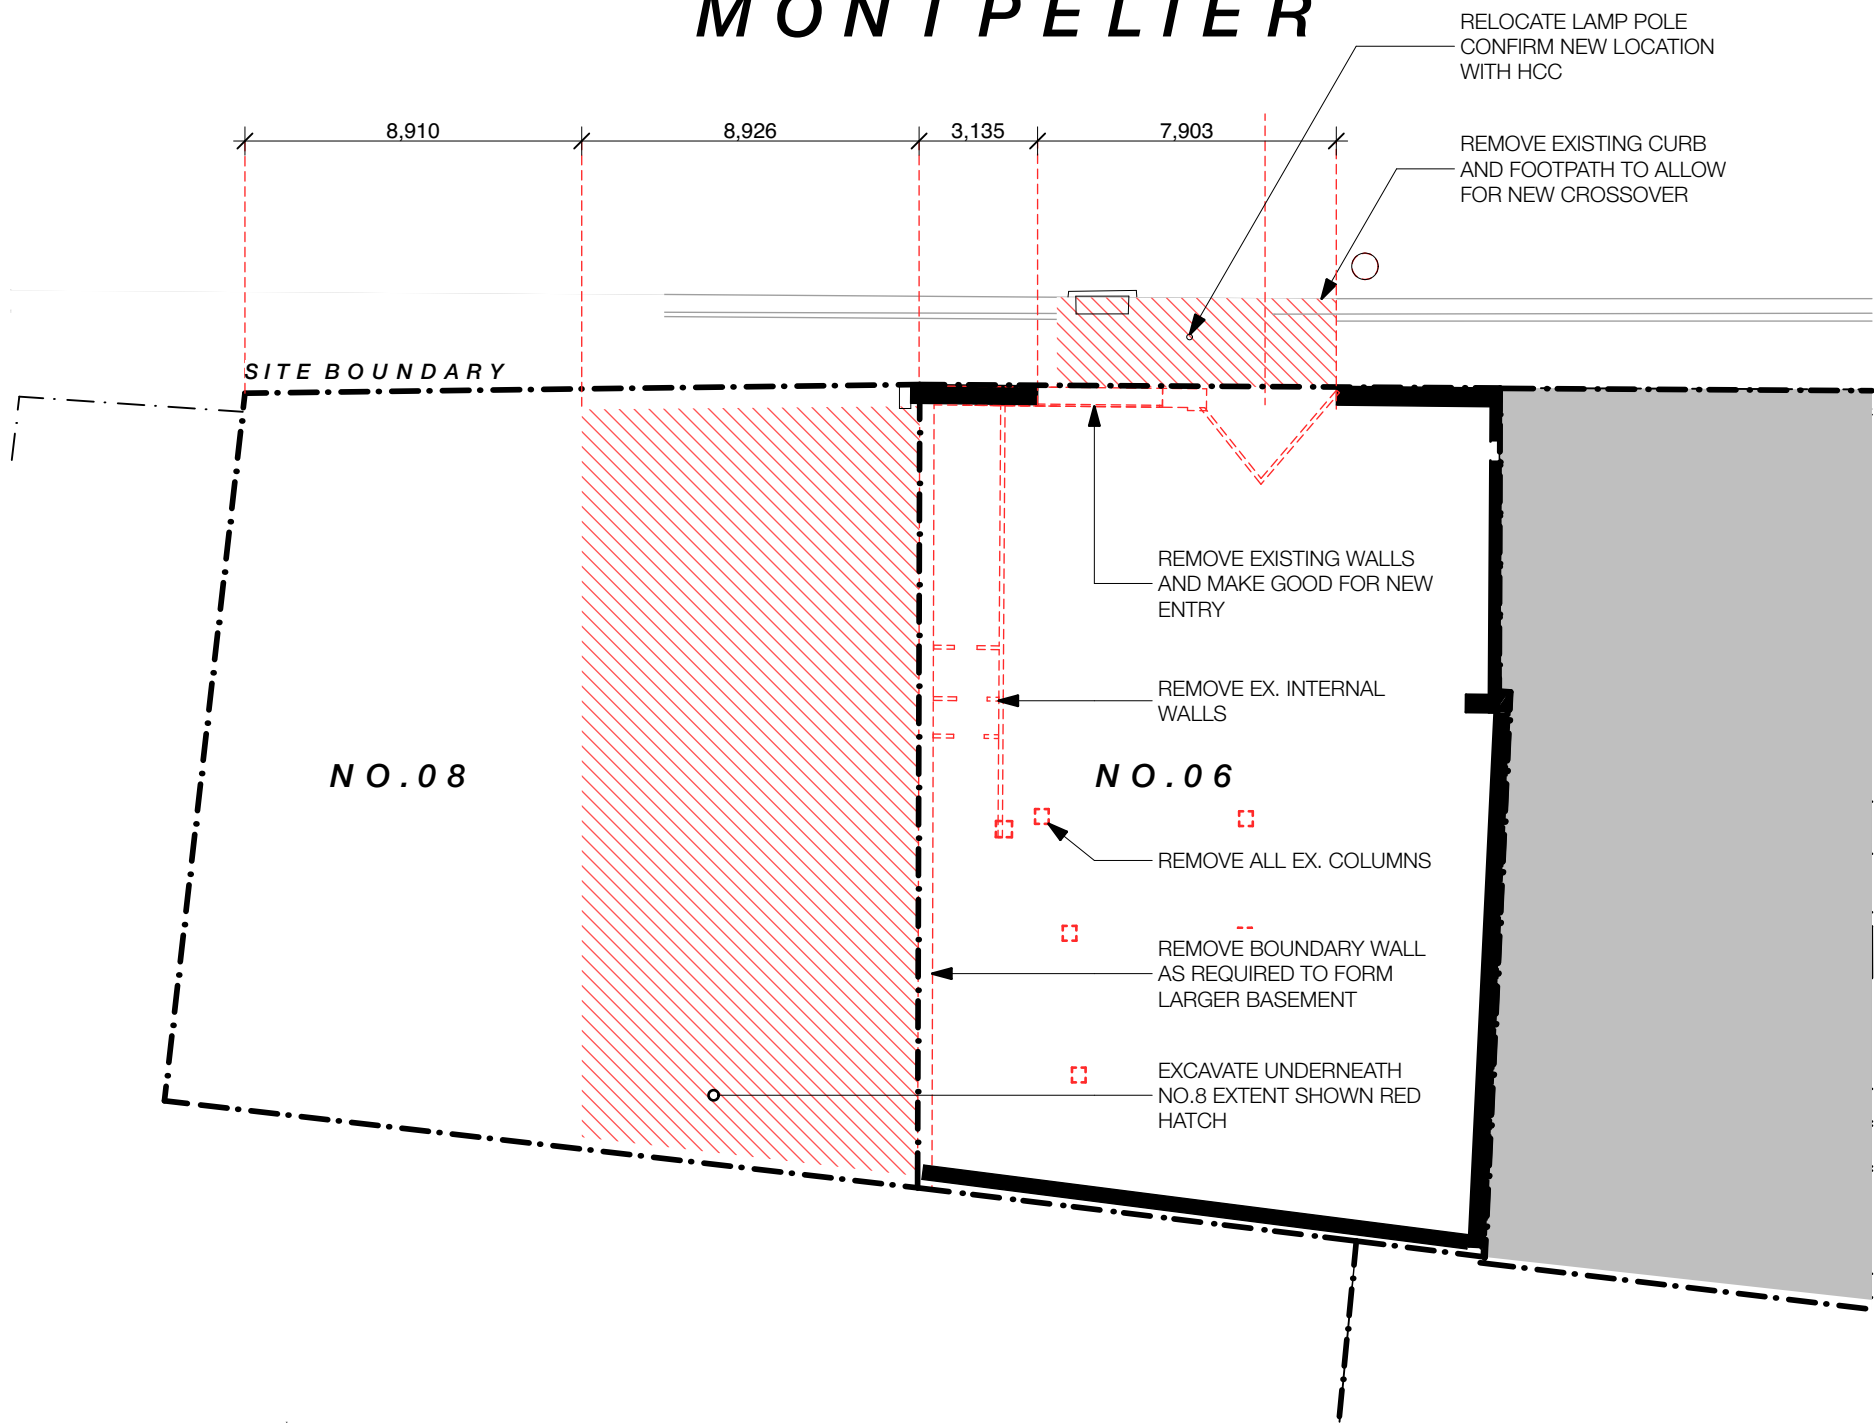 MONTPELIER
RELOCATE LAMP POLE
CONFIRM NEW LOCATION
WITH HCC
8,910
8,926
3,135
7,903
REMOVE EXISTING CURB
AND FOOTPATH TO ALLOW
FOR NEW CROSSOVER
SITE BOUNDARY
REMOVE EXISTING WALLS
AND MAKE GOOD FOR NEW
ENTRY
REMOVE EX. INTERNAL
WALLS
NO.08
NO.06
REMOVE ALL EX. COLUMNS
REMOVE BOUNDARY WALL
AS REQUIRED TO FORM
LARGER BASEMENT
EXCAVATE UNDERNEATH
NO.8 EXTENT SHOWN RED
HATCH